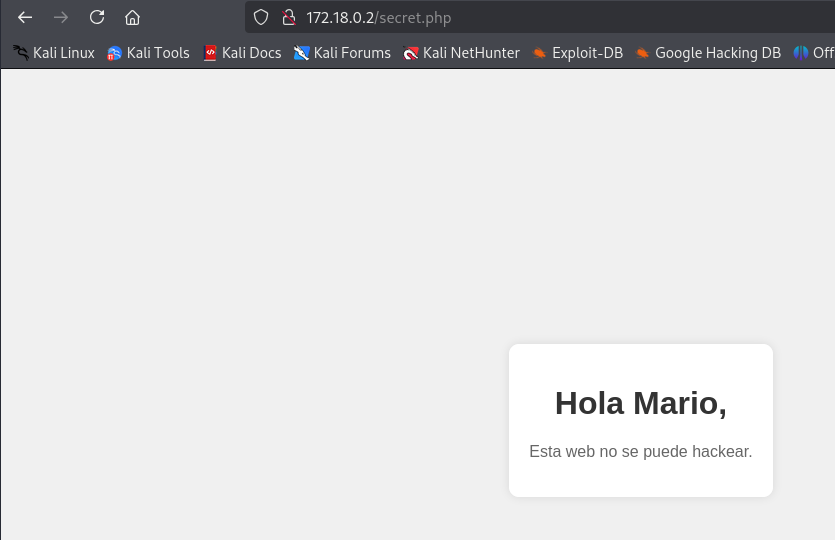 172.18.0.2/secret.php
Kali Linux Kali Tools Kali Docs Kali Forums Kali NetHunter Exploit-DB Google Hacking DB Off
Hola Mario,
Esta web no se puede hackear.